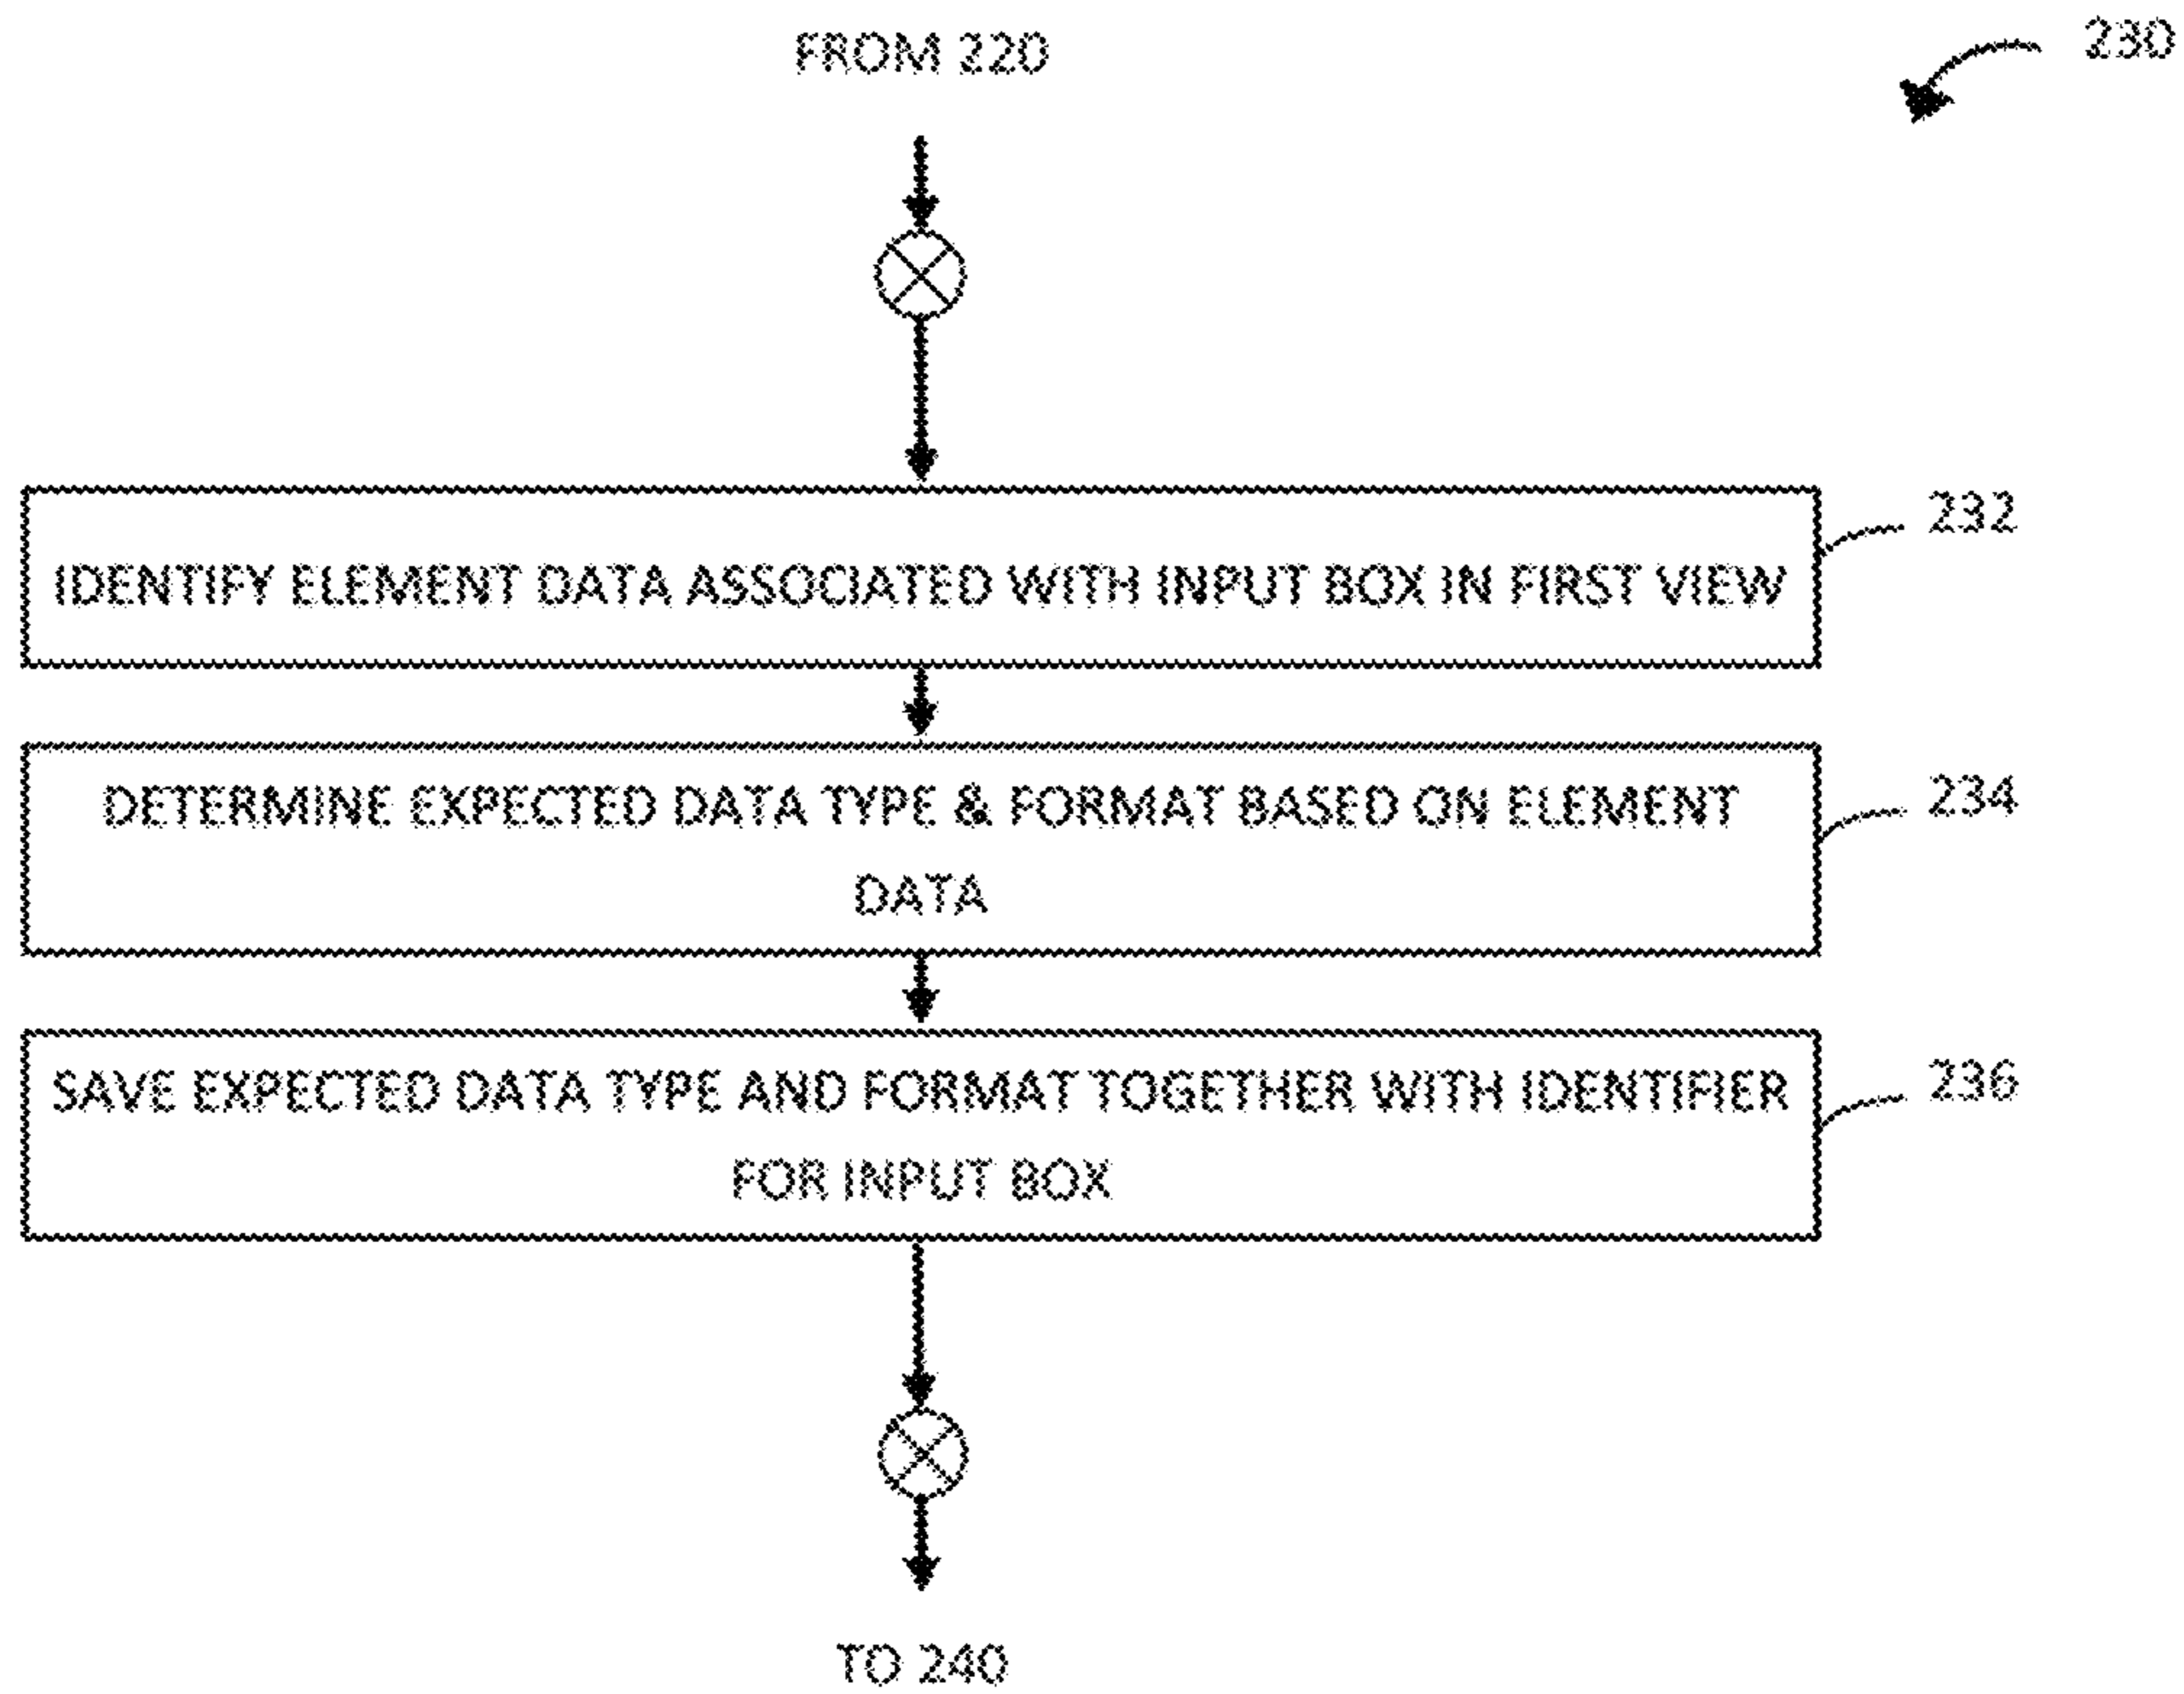 FROM 220
230
IDENTIFY ELEMENT DATA ASSOCIATED WITH INPUT BOX IN FIRST VIEW
232
DETERMINE EXPECTED DATA TYPE & FORMAT BASED ON ELEMENT
DATA
234
SAVE EXPECTED DATA TYPE AND FORMAT TOGETHER WITH IDENTIFIER
FOR INPUT BOX
236
TO 240